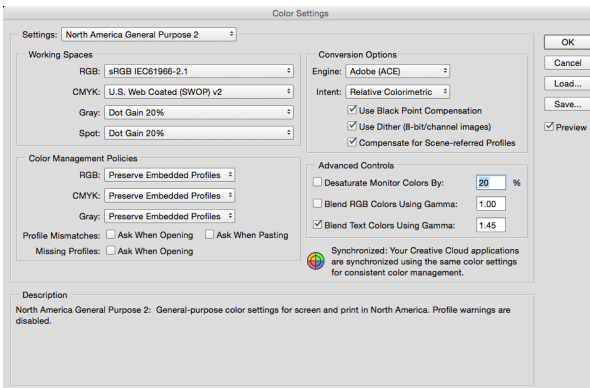 Color Settings
Settings: North America General Purpose 2
OK
Cancel
Load...
Save...
Preview
Working Spaces
RGB: sRGB IEC61966-2.1
CMYK: U.S. Web Coated (SWOP) v2
Gray: Dot Gain 20%
Spot: Dot Gain 20%
Conversion Options
Engine: Adobe (ACE)
Intent: Relative Colorimetric
Use Black Point Compensation
Use Dither (8-bit/channel images)
Compensate for Scene-referred Profiles
Color Management Policies
RGB: Preserve Embedded Profiles
CMYK: Preserve Embedded Profiles
Gray: Preserve Embedded Profiles
Profile Mismatches: Ask When Opening Ask When Pasting
Missing Profiles: Ask When Opening
Advanced Controls
Desaturate Monitor Colors By: 20 %
Blend RGB Colors Using Gamma: 1.00
Blend Text Colors Using Gamma: 1.45
Synchronized: Your Creative Cloud applications
are synchronized using the same color settings
for consistent color management.
Description
North America General Purpose 2: General-purpose color settings for screen and print in North America. Profile warnings are
disabled.